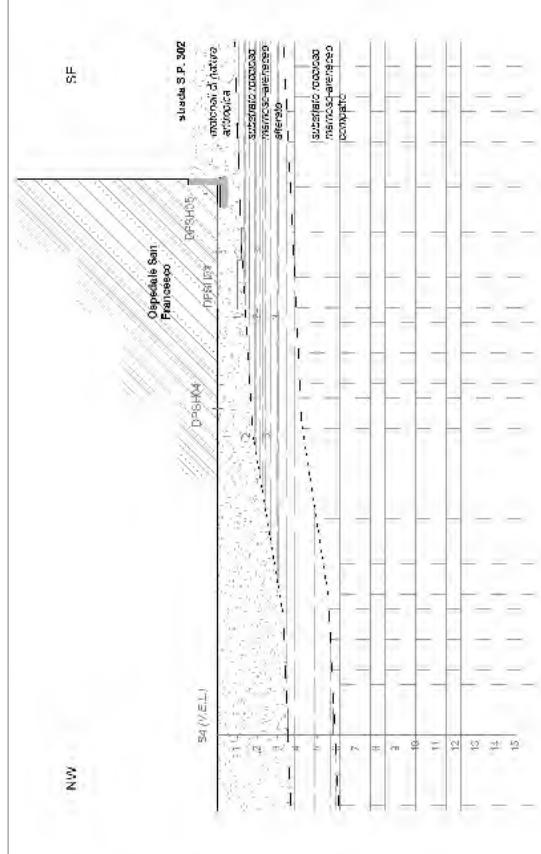 NW
SE
strada S.P. 302
materiali di natura
antropica
substrato roccioso
marnoso-arenaceo
alterato
substrato roccioso
marnoso-arenaceo
compatto
Ospedale San
Francesco
DPSH05
DPSH04
1
2
3
4
5
6
7
8
9
10
11
12
13
14
15